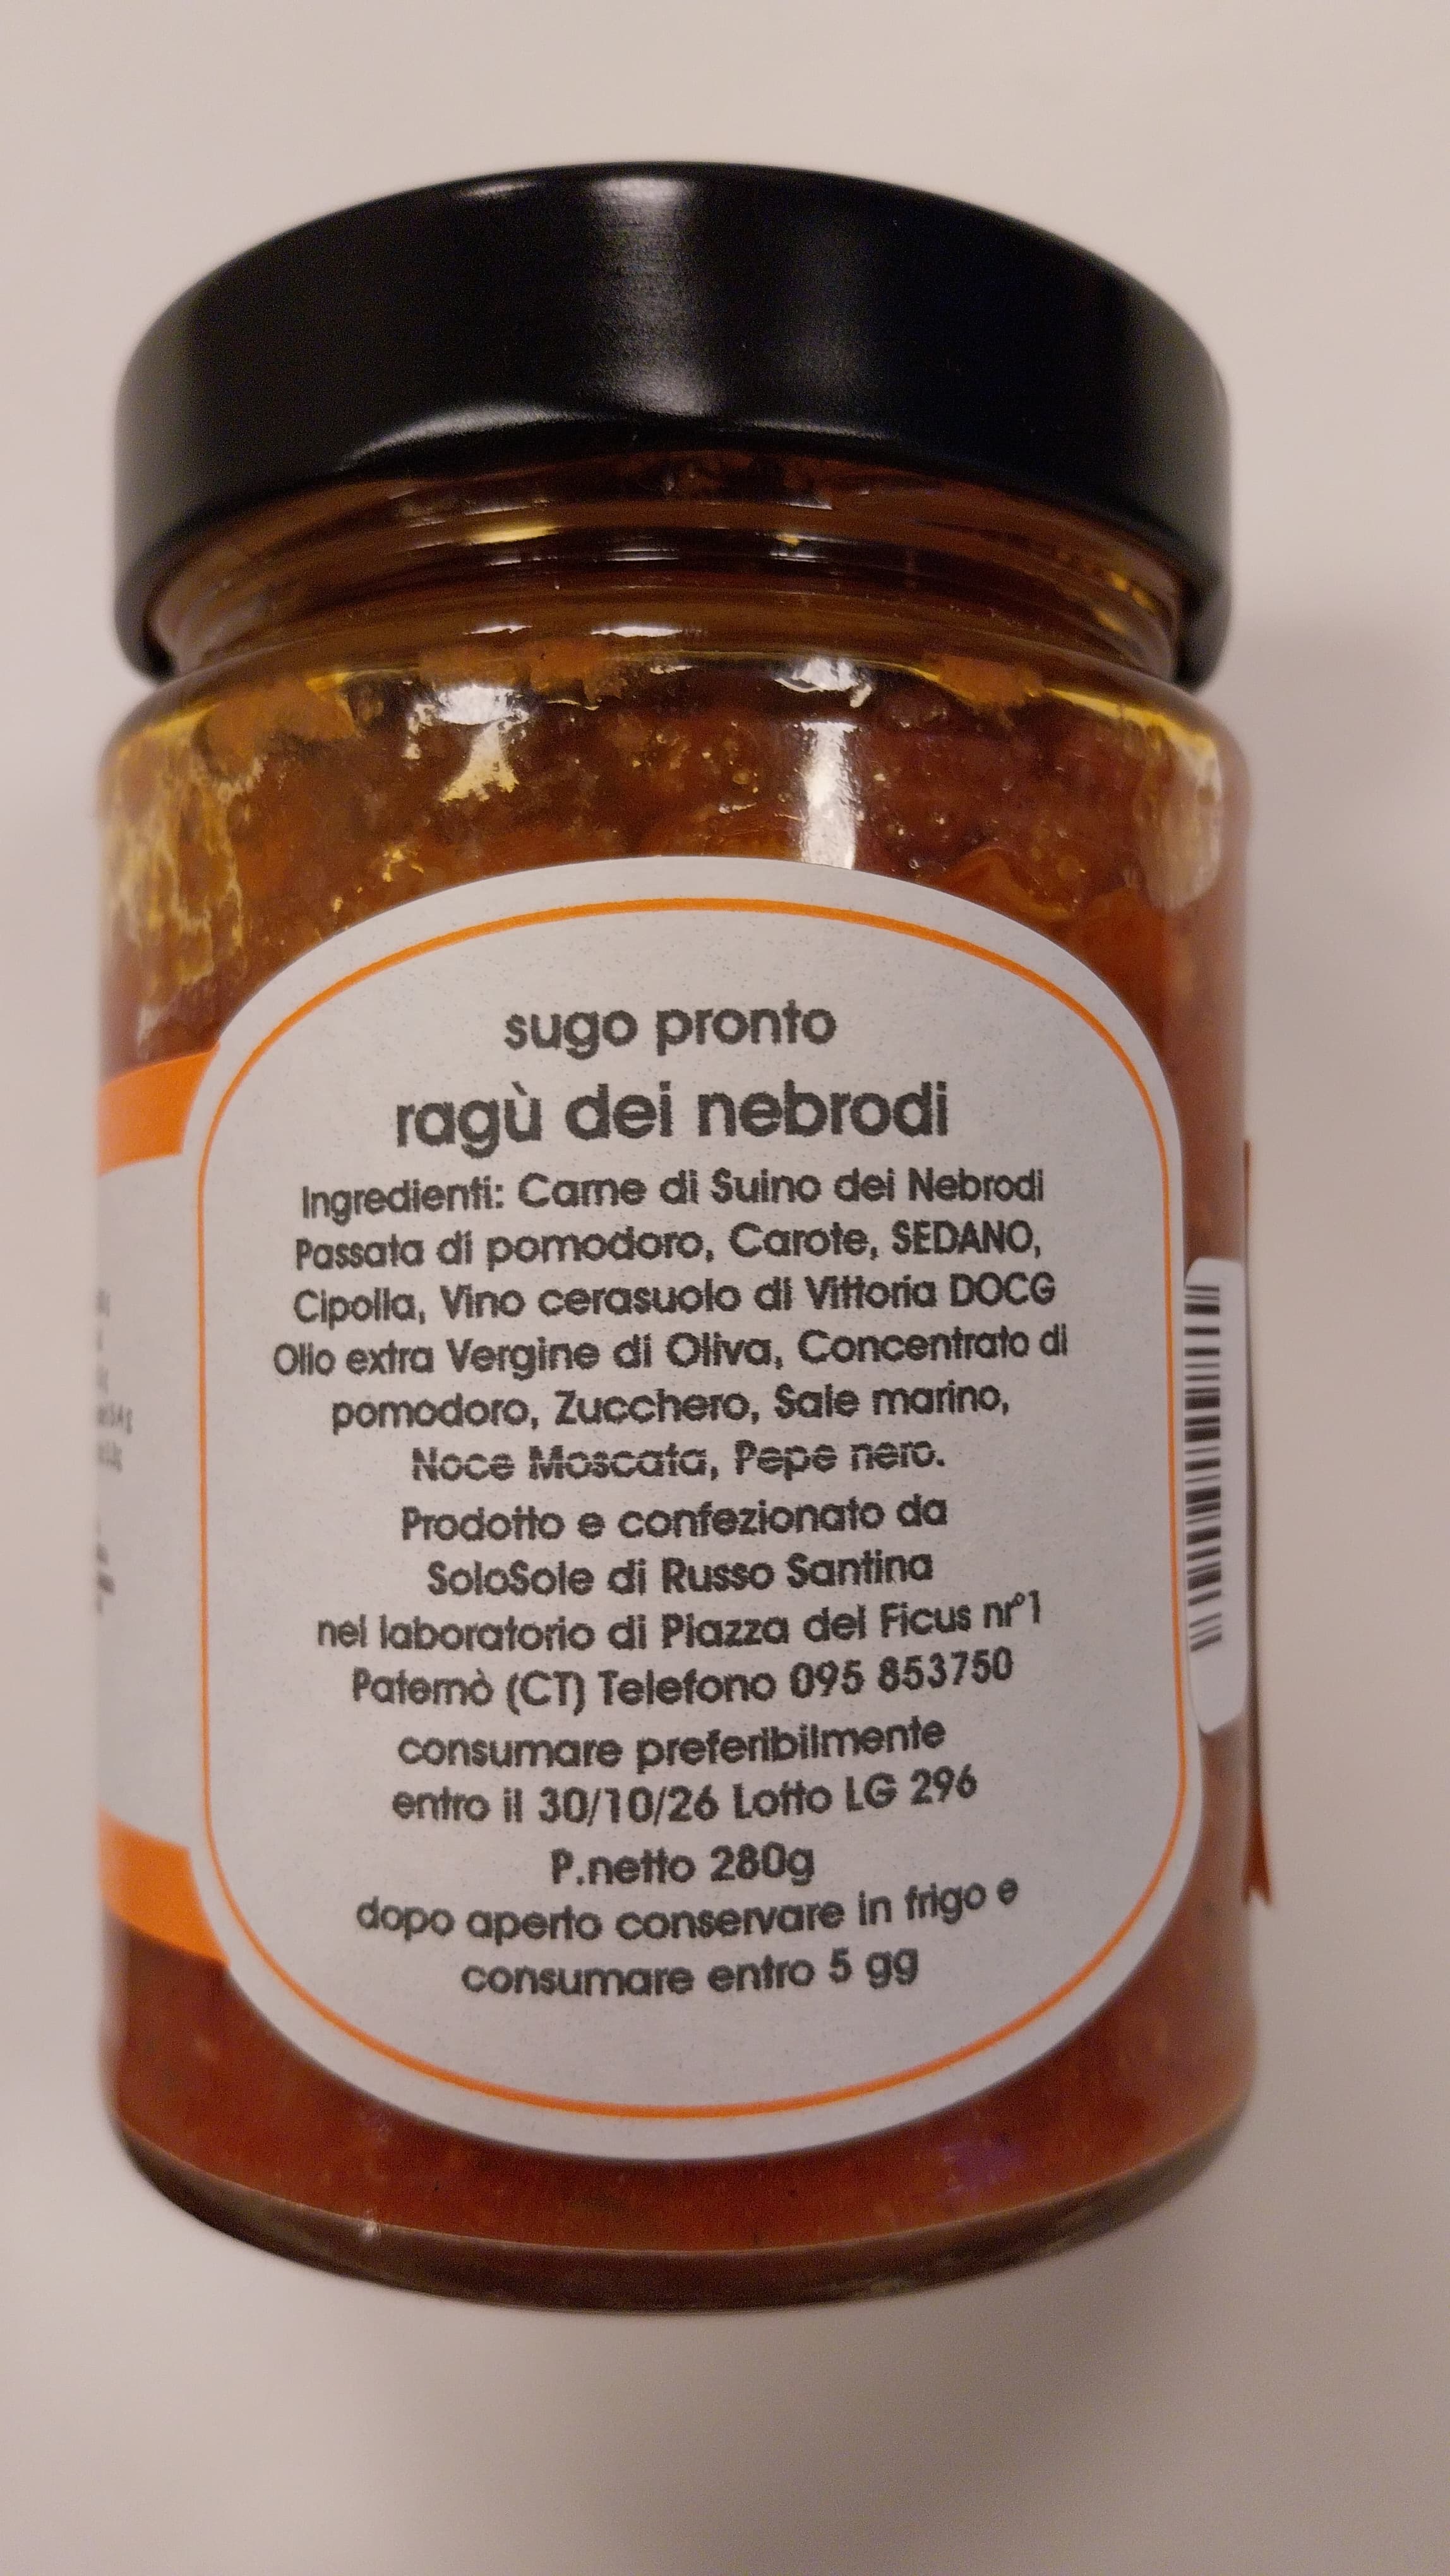 sugo pronto
ragù dei nebrodi
Ingredienti: Carne di Suino dei Nebrodi
Passata di pomodoro, Carote, SEDANO,
Cipolla, Vino cerasuolo di Vittoria DOCG
Olio extra Vergine di Oliva, Concentrato di
pomodoro, Zucchero, Sale marino,
Noce Moscata, Pepe nero.
Prodotto e confezionato da
SoloSole di Russo Santina
nel laboratorio di Piazza del Ficus nr°1
Paternò (CT) Telefono 095 853750
consumare preferibilmente
entro il 30/10/26 Lotto LG 296
P.netto 280g
dopo aperto conservare in frigo e
consumare entro 5 gg